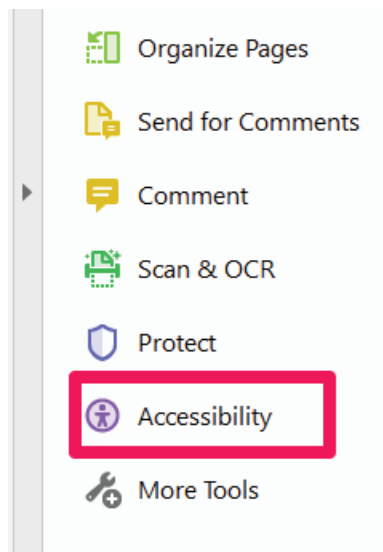 Organize Pages
Send for Comments
Comment
Scan & OCR
Protect
Accessibility
More Tools